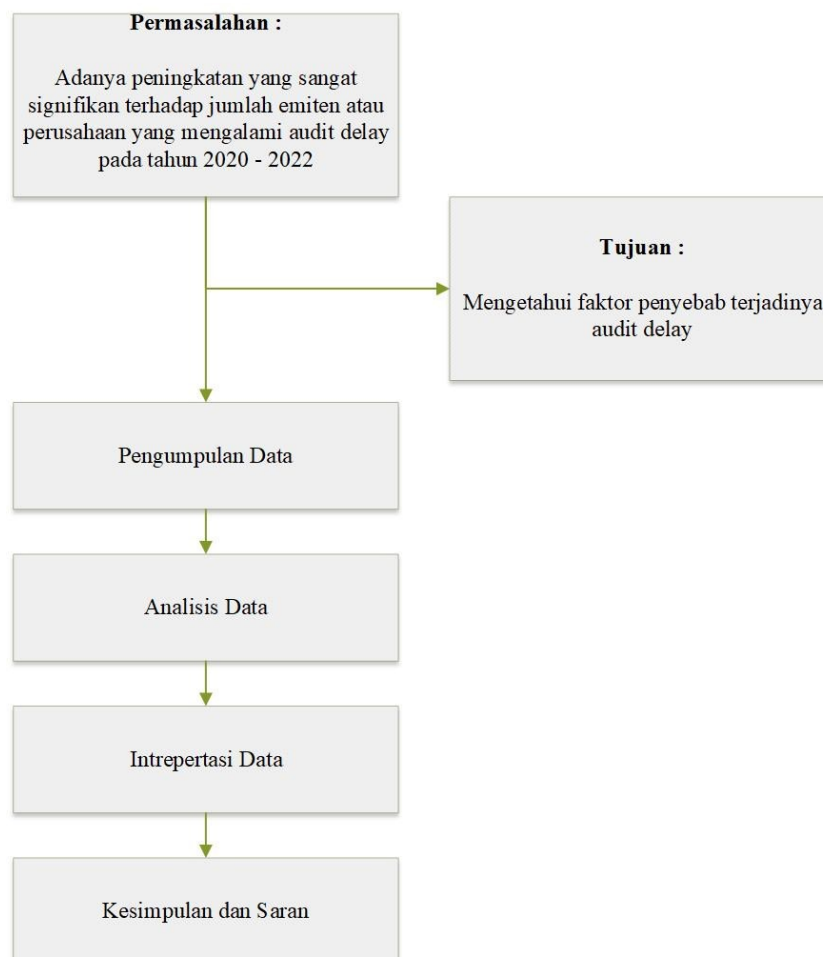 Permasalahan :
Adanya peningkatan yang sangat
signifikan terhadap jumlah emiten atau
perusahaan yang mengalami audit delay
pada tahun 2020 - 2022
Tujuan :
Mengetahui faktor penyebab terjadinya
audit delay
Pengumpulan Data
Analisis Data
Intrepertasi Data
Kesimpulan dan Saran